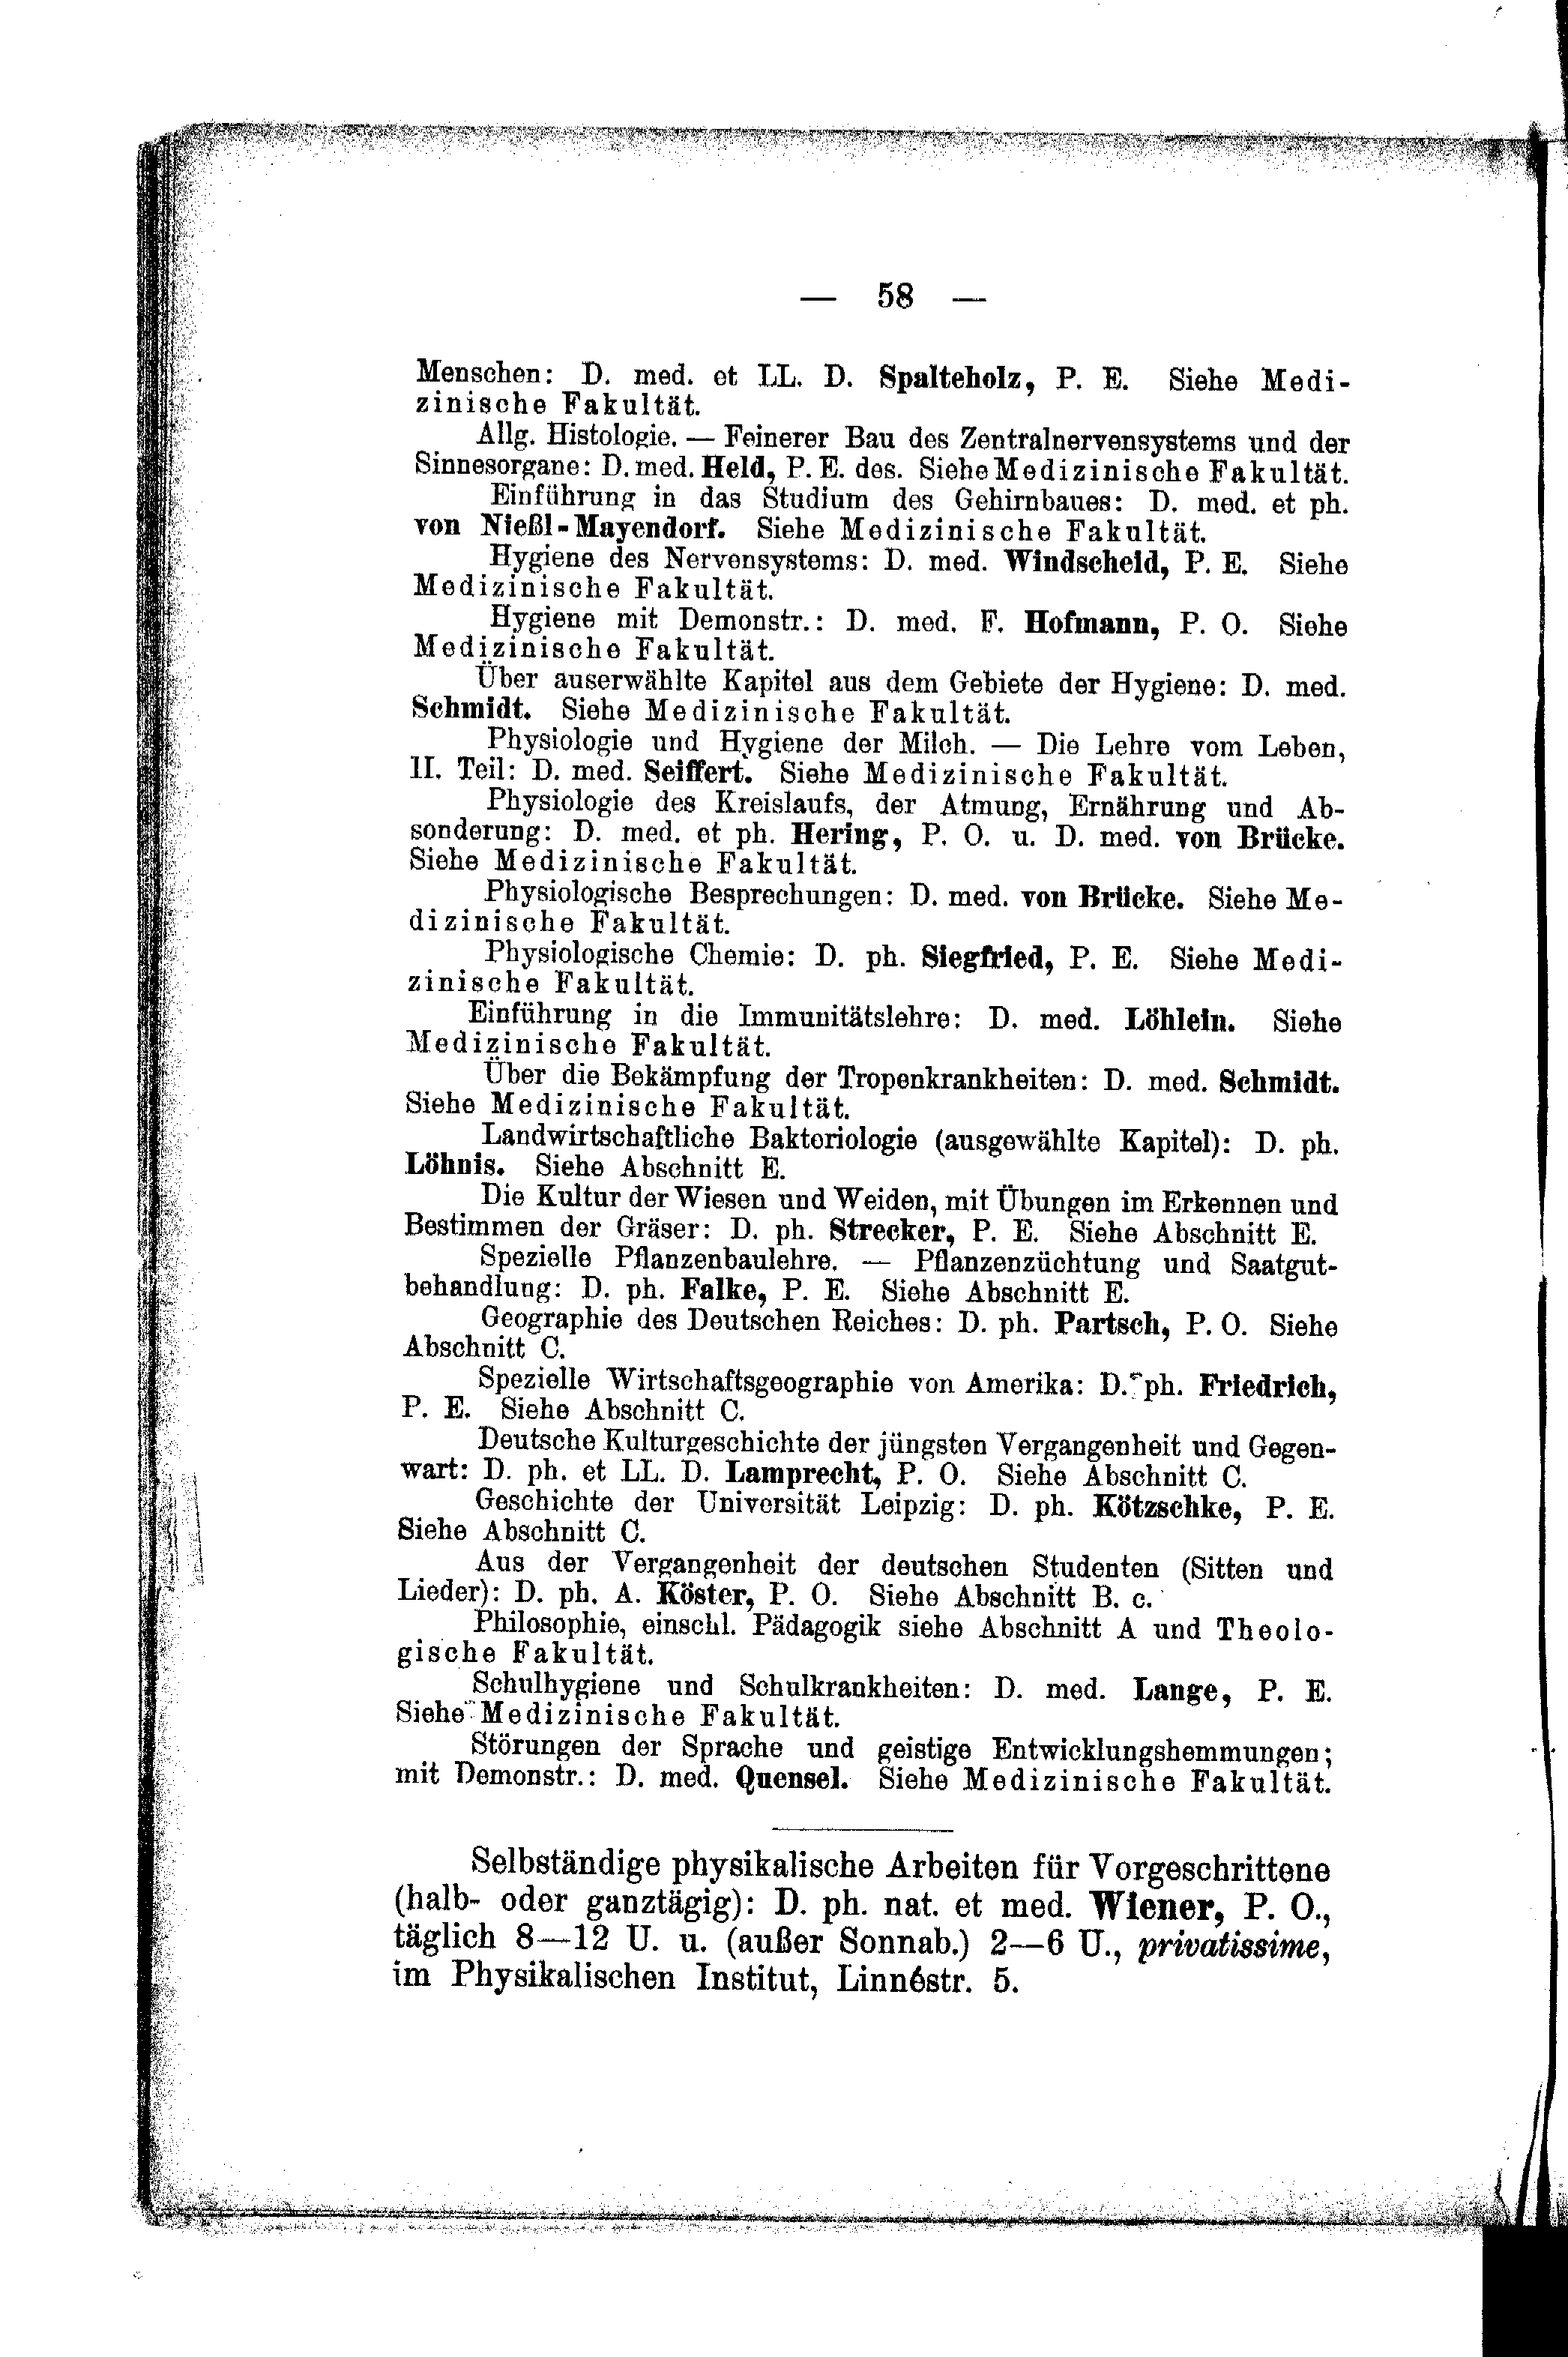 — 58 —
Menschen: D. med. et LL. D. Spalteholz, P. E. Siehe Medi-
zinische Fakultät.
Allg. Histologie. — Feinerer Bau des Zentralnervensystems und der
Sinnesorgane: D. med. Held, P. E. des. Siehe Medizinische Fakultät.
Einführung in das Studium des Gehirnbaues: D. med. et ph.
von Nießl-Mayendorf. Siehe Medizinische Fakultät.
Hygiene des Nervensystems: D. med. Windscheid, P. E. Siehe
Medizinische Fakultät.
Hygiene mit Demonstr.: D. med. F. Hofmann, P. O. Siehe
Medizinische Fakultät.
Über auserwählte Kapitel aus dem Gebiete der Hygiene: D. med.
Schmidt. Siehe Medizinische Fakultät.
Physiologie und Hygiene der Milch. — Die Lehre vom Leben,
II. Teil: D. med. Seiffert. Siehe Medizinische Fakultät.
Physiologie des Kreislaufs, der Atmung, Ernährung und Ab-
sonderung: D. med. et ph. Hering, P. O. u. D. med. von Brücke.
Siehe Medizinische Fakultät.
Physiologische Besprechungen: D. med. von Brücke. Siehe Me-
dizinische Fakultät.
Physiologische Chemie: D. ph. Siegfried, P. E. Siehe Medi-
zinische Fakultät.
Einführung in die Immunitätslehre: D. med. Löhlein. Siehe
Medizinische Fakultät.
Über die Bekämpfung der Tropenkrankheiten: D. med. Schmidt.
Siehe Medizinische Fakultät.
Landwirtschaftliche Bakteriologie (ausgewählte Kapitel): D. ph.
Löhnis. Siehe Abschnitt E.
Die Kultur der Wiesen und Weiden, mit Übungen im Erkennen und
Bestimmen der Gräser: D. ph. Strecker, P. E. Siehe Abschnitt E.
Spezielle Pflanzenbaulehre. — Pflanzenzüchtung und Saatgut-
behandlung: D. ph. Falke, P. E. Siehe Abschnitt E.
Geographie des Deutschen Reiches: D. ph. Partsch, P. O. Siehe
Abschnitt C.
Spezielle Wirtschaftsgeographie von Amerika: D. ph. Friedrich,
P. E. Siehe Abschnitt C.
Deutsche Kulturgeschichte der jüngsten Vergangenheit und Gegen-
wart: D. ph. et LL. D. Lamprecht, P. O. Siehe Abschnitt C.
Geschichte der Universität Leipzig: D. ph. Kötzschke, P. E.
Siehe Abschnitt C.
Aus der Vergangenheit der deutschen Studenten (Sitten und
Lieder): D. ph. A. Köster, P. O. Siehe Abschnitt B. c.
Philosophie, einschl. Pädagogik siehe Abschnitt A und Theolo-
gische Fakultät.
Schulhygiene und Schulkrankheiten: D. med. Lange, P. E.
Siehe Medizinische Fakultät.
Störungen der Sprache und geistige Entwicklungshemmungen;
mit Demonstr.: D. med. Quensel. Siehe Medizinische Fakultät.
Selbständige physikalische Arbeiten für Vorgeschrittene
(halb- oder ganztägig): D. ph. nat. et med. Wiener, P. O.,
täglich 8—12 U. u. (außer Sonnab.) 2—6 U., privatissime,
im Physikalischen Institut, Linnéstr. 5.